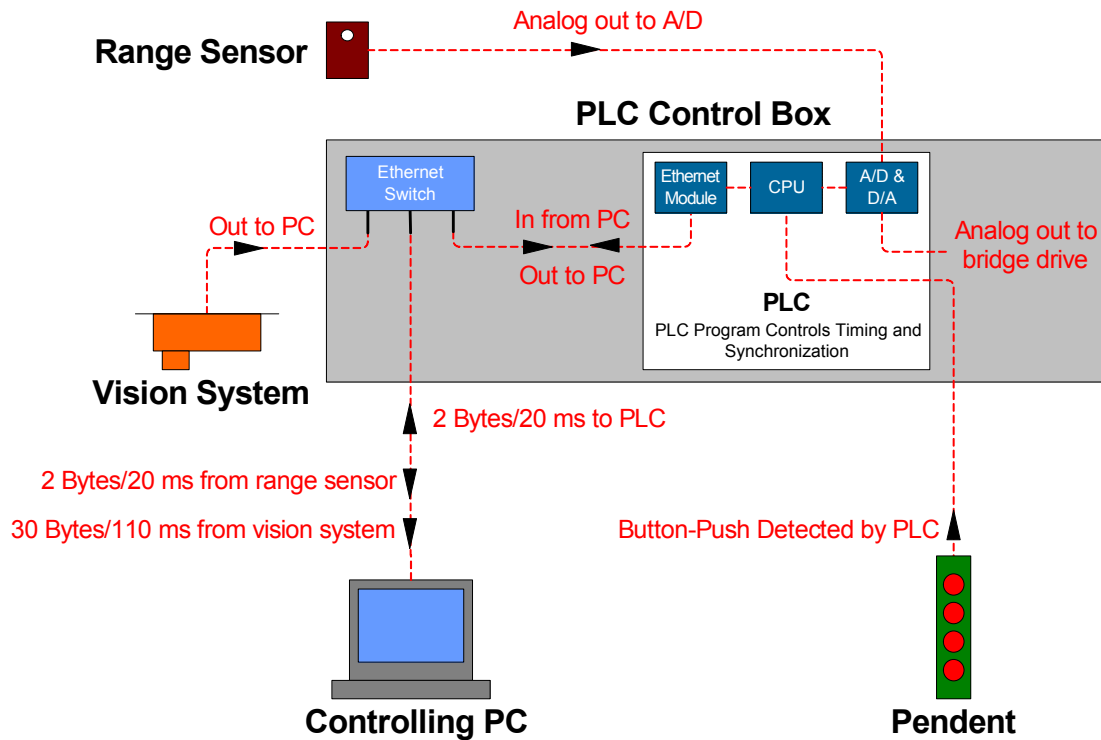 Analog out to A/D
Range Sensor
PLC Control Box
Ethernet
Switch
Ethernet
Module
CPU
A/D &
D/A
Out to PC
In from PC
Out to PC
Analog out to
bridge drive
PLC
PLC Program Controls Timing and
Synchronization
Vision System
2 Bytes/20 ms to PLC
2 Bytes/20 ms from range sensor
30 Bytes/110 ms from vision system
Button-Push Detected by PLC
Controlling PC
Pendent